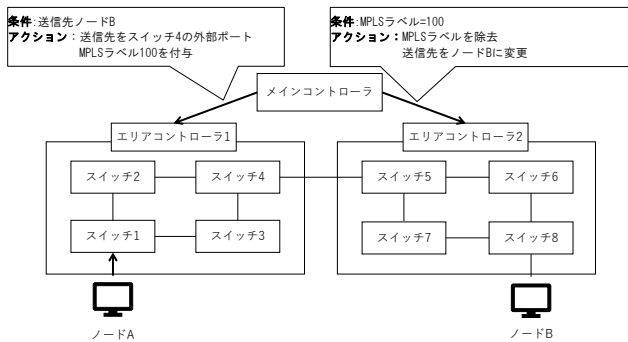 条件:送信先ノードB
アクション：送信先をスイッチ4の外部ポート
MPLSラベル100を付与
条件:MPLSラベル=100
アクション：MPLSラベルを除去
送信先をノードBに変更
メインコントローラ
エリアコントローラ1
エリアコントローラ2
スイッチ2
スイッチ4
スイッチ5
スイッチ6
スイッチ1
スイッチ3
スイッチ7
スイッチ8
ノードA
ノードB